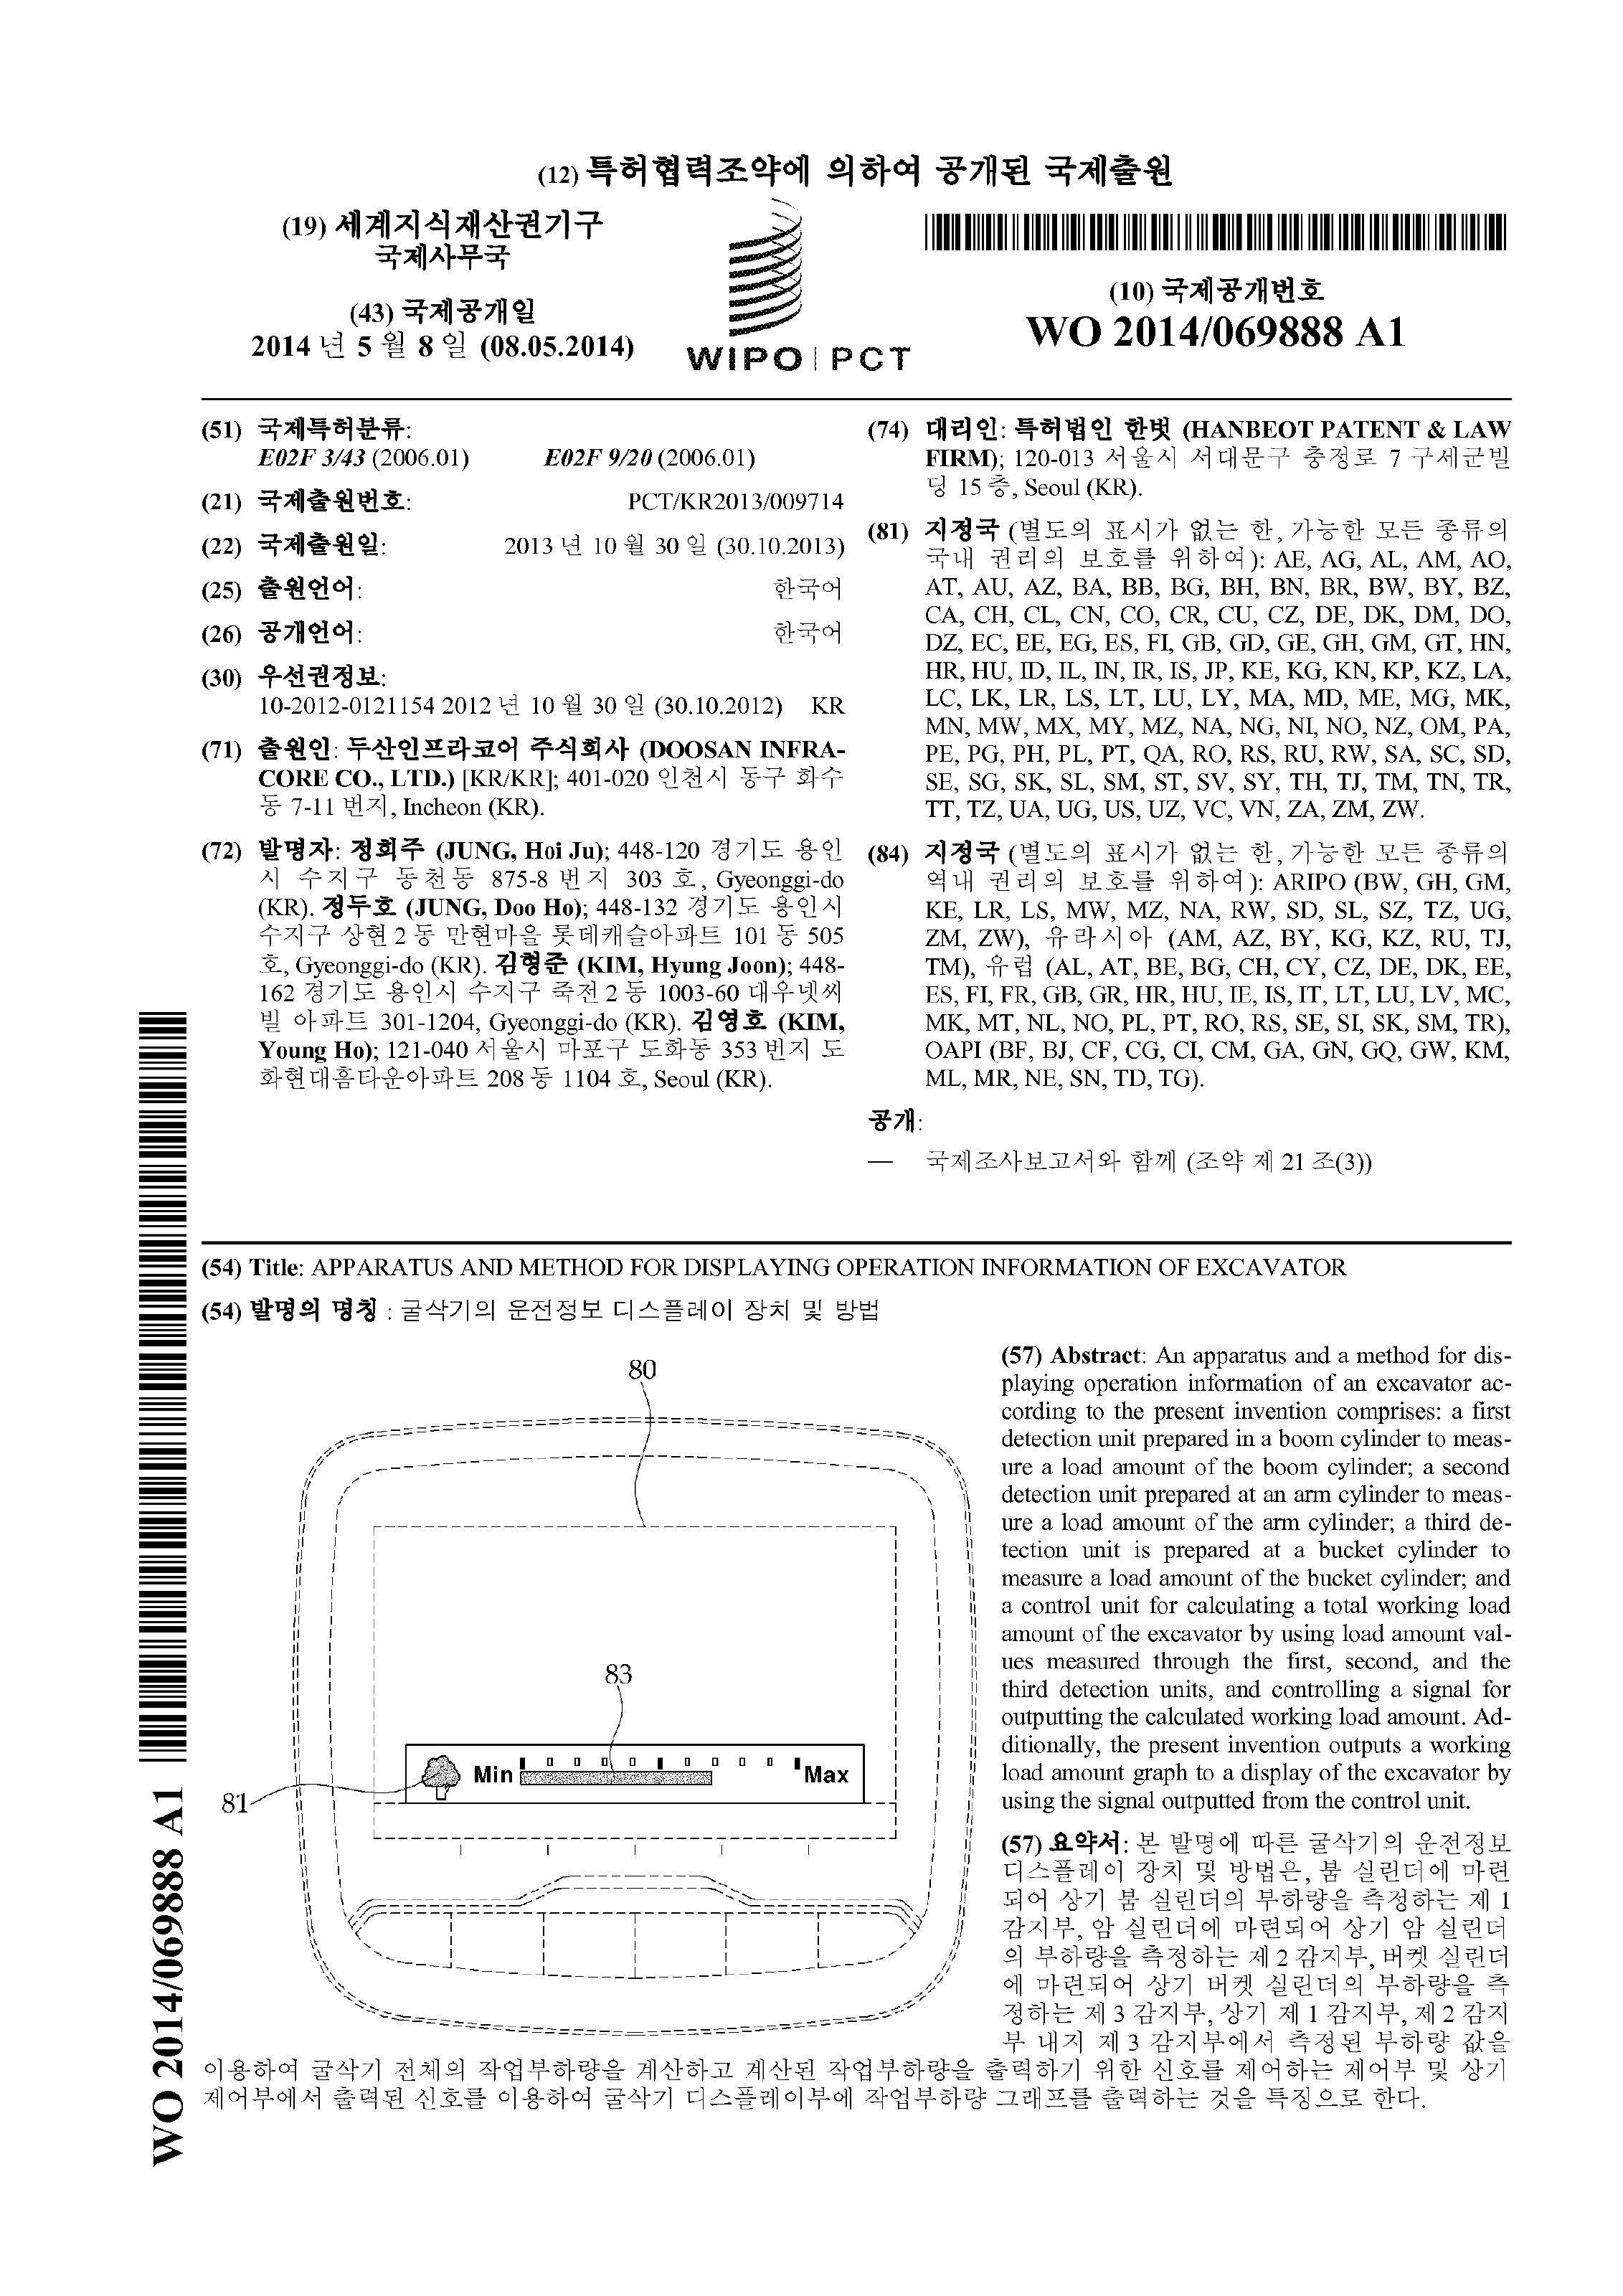 (12) 특허협력조약에 의하여 공개된 국제출원
(19) 세계지식재산권기구
국제사무국
(43) 국제공개일
2014 년 5 월 8 일 (08.05.2014)
WIPO | PCT
(10) 국제공개번호
WO 2014/069888 A1
(51) 국제특허분류:
E02F 3/43 (2006.01) E02F 9/20 (2006.01)
(21) 국제출원번호: PCT/KR2013/009714
(22) 국제출원일: 2013 년 10 월 30 일 (30.10.2013)
(25) 출원언어: 한국어
(26) 공개언어: 한국어
(30) 우선권정보:
10-2012-0121154 2012 년 10 월 30 일 (30.10.2012) KR
(71) 출원인: 두산인프라코어 주식회사 (DOOSAN INFRA-
CORE CO., LTD.) [KR/KR]; 401-020 인천시 동구 화수
동 7-11 번지, Incheon (KR).
(72) 발명자: 정회주 (JUNG, Hoi Ju); 448-120 경기도 용인
시 수지구 동천동 875-8 번지 303 호, Gyeonggi-do
(KR). 정두호 (JUNG, Doo Ho); 448-132 경기도 용인시
수지구 상현 2 동 만현마을 롯데캐슬아파트 101 동 505
호, Gyeonggi-do (KR). 김형준 (KIM, Hyung Joon); 448-
162 경기도 용인시 수지구 죽전 2 동 1003-60 대우넷씨
빌 아파트 301-1204, Gyeonggi-do (KR). 김영호 (KIM,
Young Ho); 121-040 서울시 마포구 도화동 353 번지 도
화현대홈타운아파트 208 동 1104 호, Seoul (KR).
(74) 대리인: 특허법인 한벗 (HANBEOT PATENT & LAW
FIRM); 120-013 서울시 서대문구 충정로 7 구세군빌
딩 15 층, Seoul (KR).
(81) 지정국 (별도의 표시가 없는 한, 가능한 모든 종류의
국내 권리의 보호를 위하여): AE, AG, AL, AM, AO,
AT, AU, AZ, BA, BB, BG, BH, BN, BR, BW, BY, BZ,
CA, CH, CL, CN, CO, CR, CU, CZ, DE, DK, DM, DO,
DZ, EC, EE, EG, ES, FI, GB, GD, GE, GH, GM, GT, HN,
HR, HU, ID, IL, IN, IR, IS, JP, KE, KG, KN, KP, KZ, LA,
LC, LK, LR, LS, LT, LU, LY, MA, MD, ME, MG, MK,
MN, MW, MX, MY, MZ, NA, NG, NI, NO, NZ, OM, PA,
PE, PG, PH, PL, PT, QA, RO, RS, RU, RW, SA, SC, SD,
SE, SG, SK, SL, SM, ST, SV, SY, TH, TJ, TM, TN, TR,
TT, TZ, UA, UG, US, UZ, VC, VN, ZA, ZM, ZW.
(84) 지정국 (별도의 표시가 없는 한, 가능한 모든 종류의
역내 권리의 보호를 위하여): ARIPO (BW, GH, GM,
KE, LR, LS, MW, MZ, NA, RW, SD, SL, SZ, TZ, UG,
ZM, ZW), 유라시아 (AM, AZ, BY, KG, KZ, RU, TJ,
TM), 유럽 (AL, AT, BE, BG, CH, CY, CZ, DE, DK, EE,
ES, FI, FR, GB, GR, HR, HU, IE, IS, IT, LT, LU, LV, MC,
MK, MT, NL, NO, PL, PT, RO, RS, SE, SI, SK, SM, TR),
OAPI (BF, BJ, CF, CG, CI, CM, GA, GN, GQ, GW, KM,
ML, MR, NE, SN, TD, TG).
공개:
— 국제조사보고서와 함께 (조약 제 21 조(3))
(54) Title: APPARATUS AND METHOD FOR DISPLAYING OPERATION INFORMATION OF EXCAVATOR
(54) 발명의 명칭 : 굴삭기의 운전정보 디스플레이 장치 및 방법
80
83
Min
Max
81
(57) Abstract: An apparatus and a method for dis-
playing operation information of an excavator ac-
cording to the present invention comprises: a first
detection unit prepared in a boom cylinder to meas-
ure a load amount of the boom cylinder; a second
detection unit prepared at an arm cylinder to meas-
ure a load amount of the arm cylinder; a third de-
tection unit is prepared at a bucket cylinder to
measure a load amount of the bucket cylinder; and
a control unit for calculating a total working load
amount of the excavator by using load amount val-
ues measured through the first, second, and the
third detection units, and controlling a signal for
outputting the calculated working load amount. Ad-
ditionally, the present invention outputs a working
load amount graph to a display of the excavator by
using the signal outputted from the control unit.
(57) 요약서: 본 발명에 따른 굴삭기의 운전정보
디스플레이 장치 및 방법은, 붐 실린더에 마련
되어 상기 붐 실린더의 부하량을 측정하는 제 1
감지부, 암 실린더에 마련되어 상기 암 실린더
의 부하량을 측정하는 제 2 감지부, 버켓 실린더
에 마련되어 상기 버켓 실린더의 부하량을 측
정하는 제 3 감지부, 상기 제 1 감지부, 제 2 감지
부 내지 제 3 감지부에서 측정된 부하량 값을
이용하여 굴삭기 전체의 작업부하량을 계산하고 계산된 작업부하량을 출력하기 위한 신호를 제어하는 제어부 및 상기
제어부에서 출력된 신호를 이용하여 굴삭기 디스플레이부에 작업부하량 그래프를 출력하는 것을 특징으로 한다.
WO 2014/069888 A1